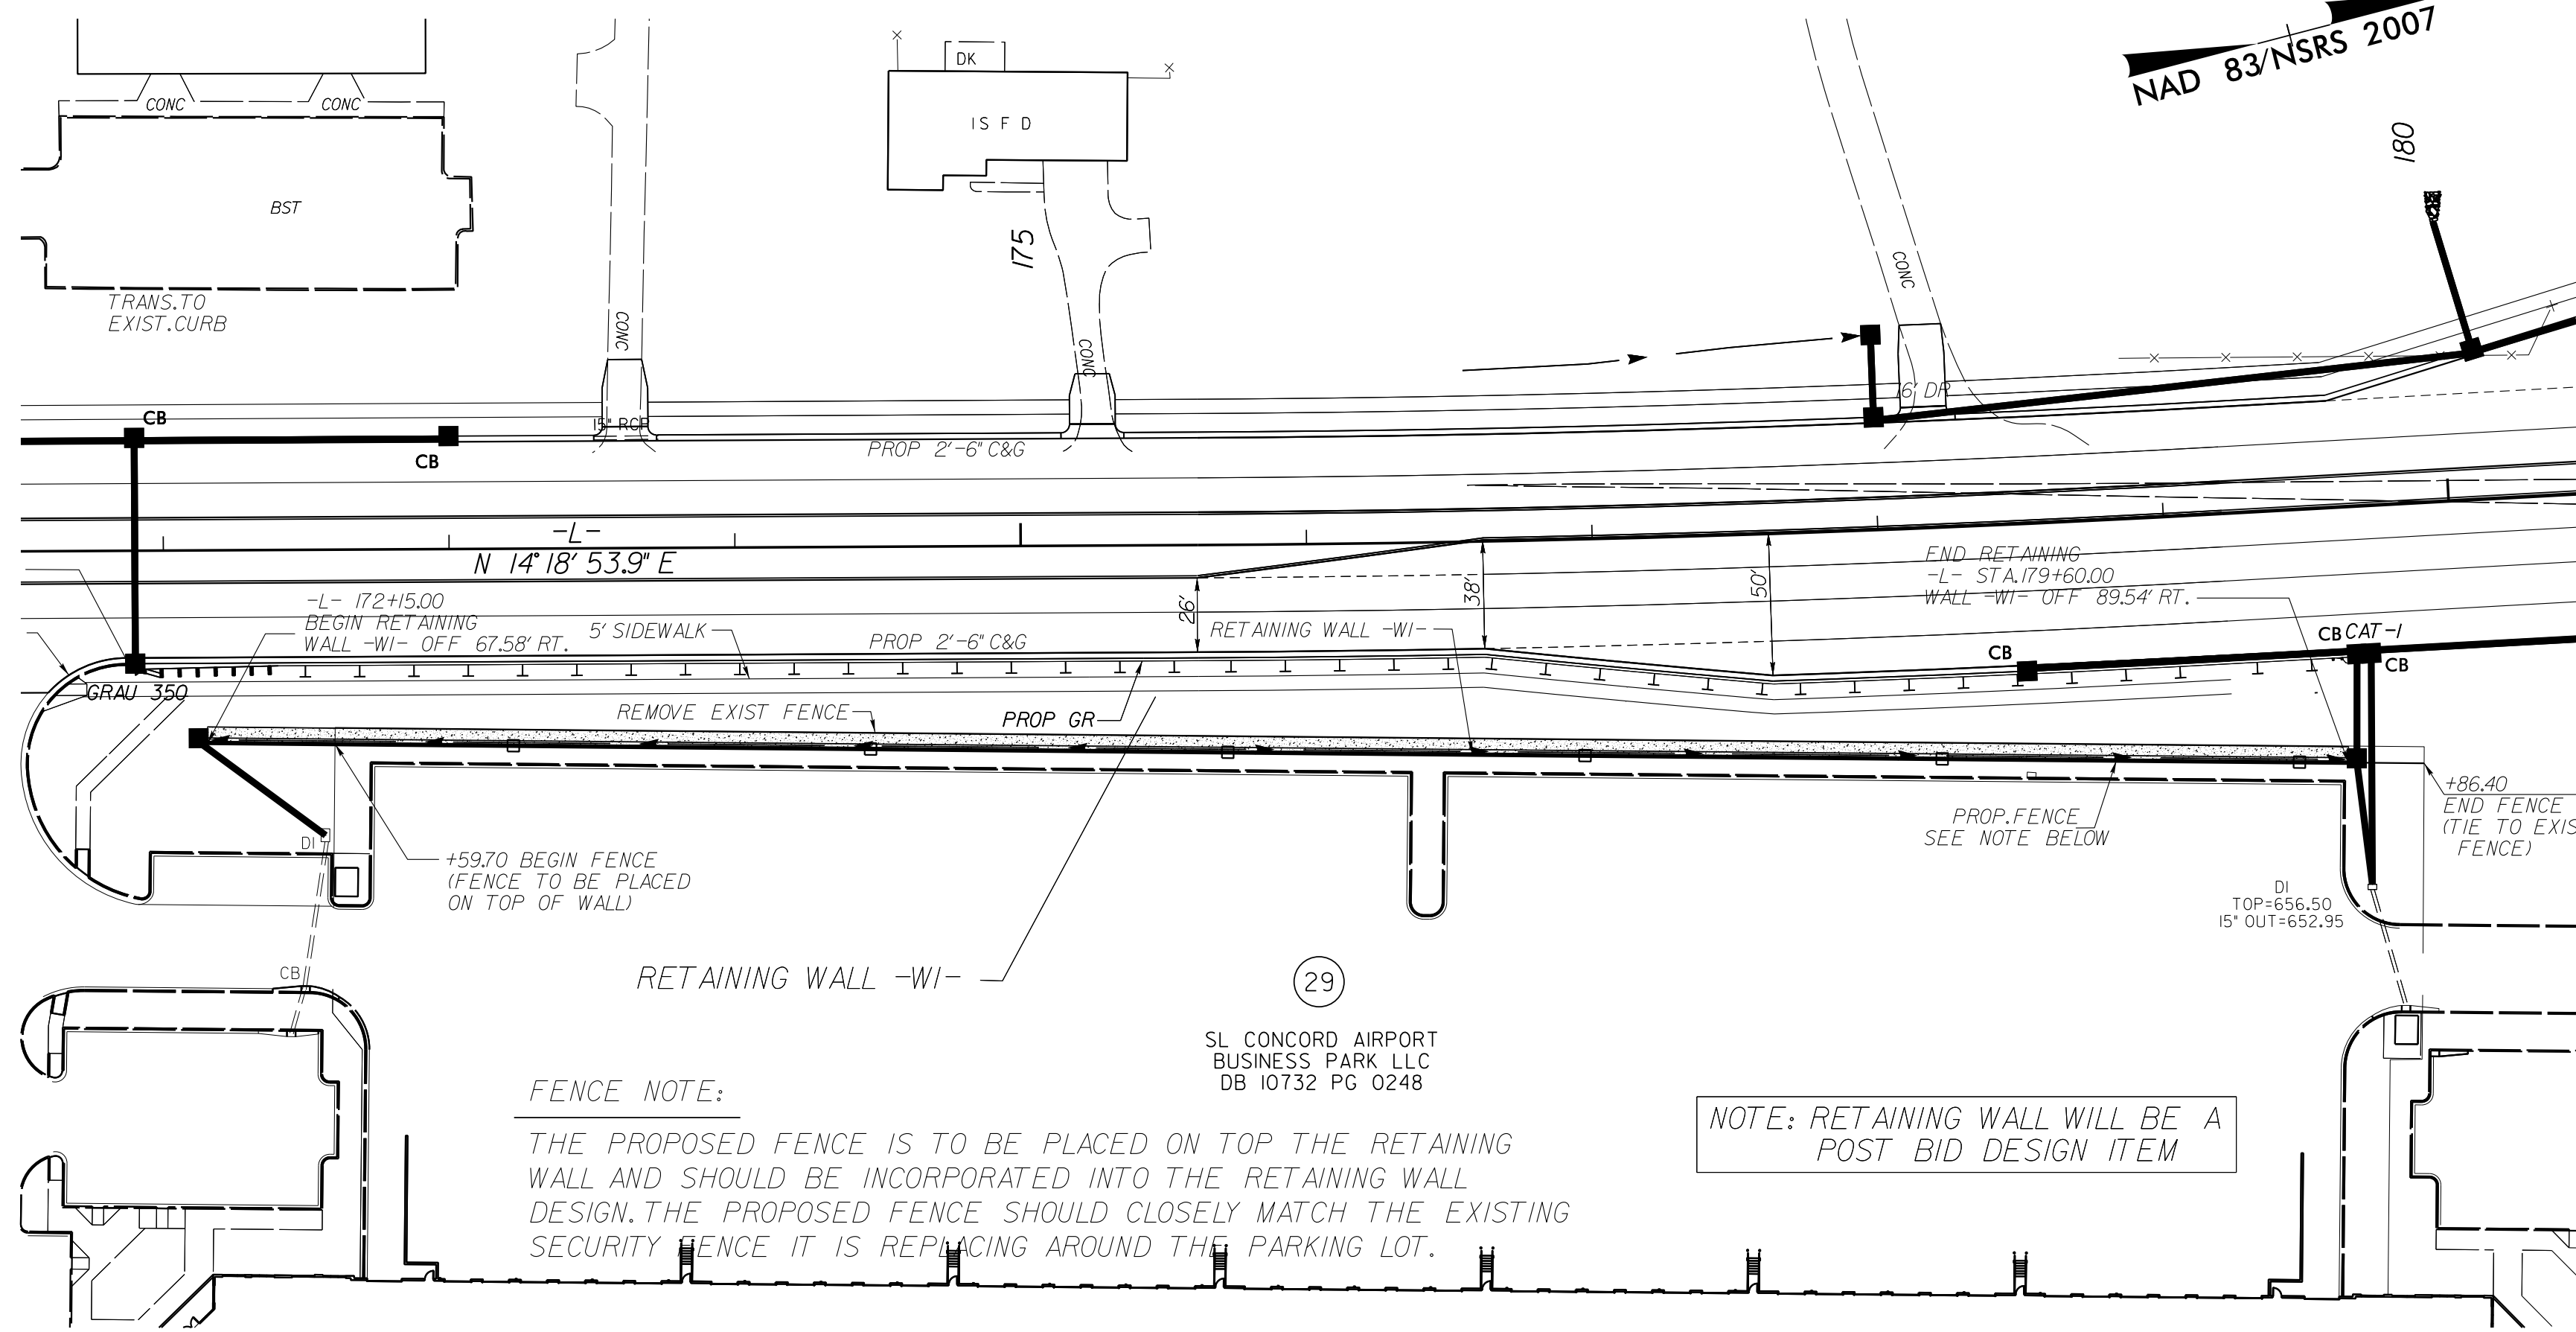 NAD 83/NSRS 2007
DK
CONC
CONC
ISFD
180
BST
175
CONC
TRANS.TO
EXIST.CURB
CONC
CONC
16' DR
CB
CB
15" RCP
PROP 2'-6" C&G
-L-
N 14°18' 53.9" E
END RETAINING
-L- STA.179+60.00
WALL -W1- OFF 89.54' RT.
-L- 172+15.00
BEGIN RETAINING
WALL -W1- OFF 67.58' RT.
5' SIDEWALK
PROP 2'-6" C&G
26'
38'
50'
RETAINING WALL -W1-
CB
CB
CAT-1
CB
GRAU 350
REMOVE EXIST FENCE
PROP GR
+86.40
END FENCE
(TIE TO EXIS
FENCE)
PROP.FENCE
SEE NOTE BELOW
DI
+59.70 BEGIN FENCE
(FENCE TO BE PLACED
ON TOP OF WALL)
DI
TOP=656.50
15" OUT=652.95
CB
RETAINING WALL -W1-
29
SL CONCORD AIRPORT
BUSINESS PARK LLC
DB 10732 PG 0248
FENCE NOTE:
THE PROPOSED FENCE IS TO BE PLACED ON TOP THE RETAINING
WALL AND SHOULD BE INCORPORATED INTO THE RETAINING WALL
DESIGN.THE PROPOSED FENCE SHOULD CLOSELY MATCH THE EXISTING
SECURITY FENCE IT IS REPLACING AROUND THE PARKING LOT.
NOTE: RETAINING WALL WILL BE A
POST BID DESIGN ITEM